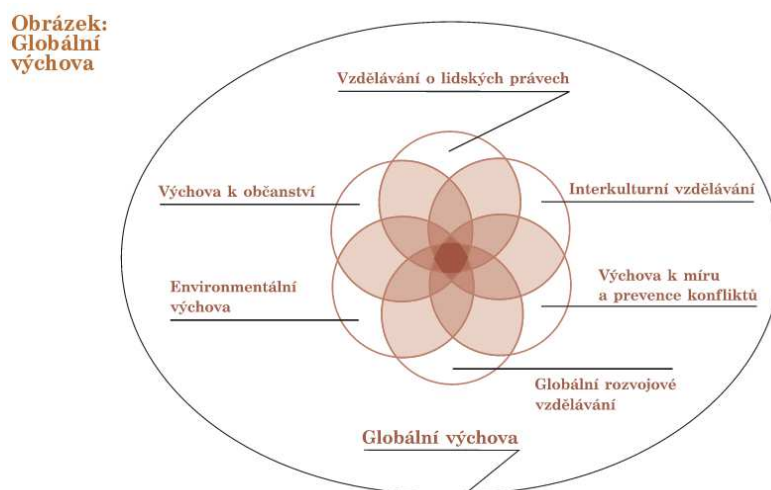 Obrázek:
Globální
výchova
Vzdělávání o lidských právech
Výchova k občanství
Interkulturní vzdělávání
Environmentální
výchova
Výchova k míru
a prevence konfliktů
Globální rozvojové
vzdělávání
Globální výchova